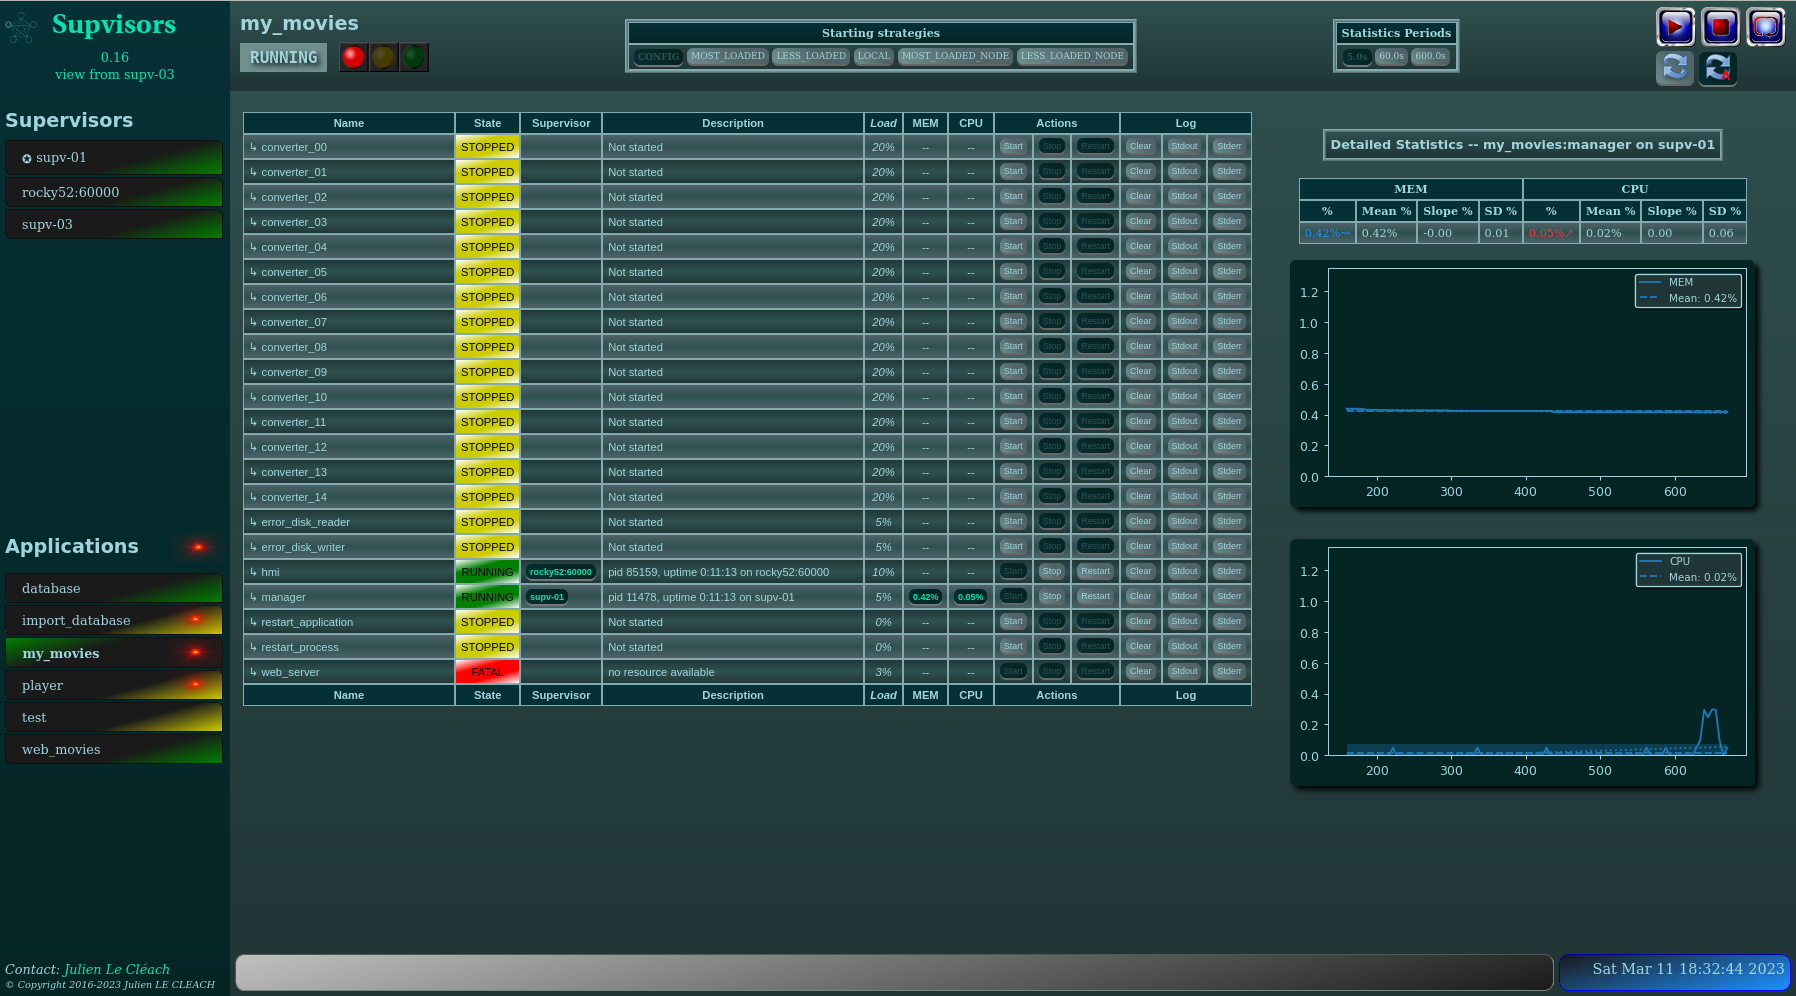 Supvisors
0.16
view from supv-03
Supervisors
✪ supv-01
rocky52:60000
supv-03
Applications
database
import_database
my_movies
player
test
web_movies
Contact: Julien Le Cléach
© Copyright 2016-2023 Julien LE CLEACH
my_movies
RUNNING
Starting strategies
CONFIG MOST_LOADED LESS_LOADED LOCAL MOST_LOADED_NODE LESS_LOADED_NODE
Statistics Periods
5.0s 60.0s 600.0s
Name State Supervisor Description Load MEM CPU Actions Log
↳ converter_00 STOPPED Not started 20% -- -- Start Stop Restart Clear Stdout Stderr
↳ converter_01 STOPPED Not started 20% -- -- Start Stop Restart Clear Stdout Stderr
↳ converter_02 STOPPED Not started 20% -- -- Start Stop Restart Clear Stdout Stderr
↳ converter_03 STOPPED Not started 20% -- -- Start Stop Restart Clear Stdout Stderr
↳ converter_04 STOPPED Not started 20% -- -- Start Stop Restart Clear Stdout Stderr
↳ converter_05 STOPPED Not started 20% -- -- Start Stop Restart Clear Stdout Stderr
↳ converter_06 STOPPED Not started 20% -- -- Start Stop Restart Clear Stdout Stderr
↳ converter_07 STOPPED Not started 20% -- -- Start Stop Restart Clear Stdout Stderr
↳ converter_08 STOPPED Not started 20% -- -- Start Stop Restart Clear Stdout Stderr
↳ converter_09 STOPPED Not started 20% -- -- Start Stop Restart Clear Stdout Stderr
↳ converter_10 STOPPED Not started 20% -- -- Start Stop Restart Clear Stdout Stderr
↳ converter_11 STOPPED Not started 20% -- -- Start Stop Restart Clear Stdout Stderr
↳ converter_12 STOPPED Not started 20% -- -- Start Stop Restart Clear Stdout Stderr
↳ converter_13 STOPPED Not started 20% -- -- Start Stop Restart Clear Stdout Stderr
↳ converter_14 STOPPED Not started 20% -- -- Start Stop Restart Clear Stdout Stderr
↳ error_disk_reader STOPPED Not started 5% -- -- Start Stop Restart Clear Stdout Stderr
↳ error_disk_writer STOPPED Not started 5% -- -- Start Stop Restart Clear Stdout Stderr
↳ hmi RUNNING rocky52:60000 pid 85159, uptime 0:11:13 on rocky52:60000 10% -- -- Start Stop Restart Clear Stdout Stderr
↳ manager RUNNING supv-01 pid 11478, uptime 0:11:13 on supv-01 5% 0.42% 0.05% Start Stop Restart Clear Stdout Stderr
↳ restart_application STOPPED Not started 0% -- -- Start Stop Restart Clear Stdout Stderr
↳ restart_process STOPPED Not started 0% -- -- Start Stop Restart Clear Stdout Stderr
↳ web_server FATAL no resource available 3% -- -- Start Stop Restart Clear Stdout Stderr
Name State Supervisor Description Load MEM CPU Actions Log
Detailed Statistics -- my_movies:manager on supv-01
MEM CPU
% Mean % Slope % SD % % Mean % Slope % SD %
0.42%~ 0.42% -0.00 0.01 0.05%↗ 0.02% 0.00 0.06
MEM
Mean: 0.42%
1.2
1.0
0.8
0.6
0.4
0.2
0.0
200 300 400 500 600
CPU
Mean: 0.02%
1.2
1.0
0.8
0.6
0.4
0.2
0.0
200 300 400 500 600
Sat Mar 11 18:32:44 2023